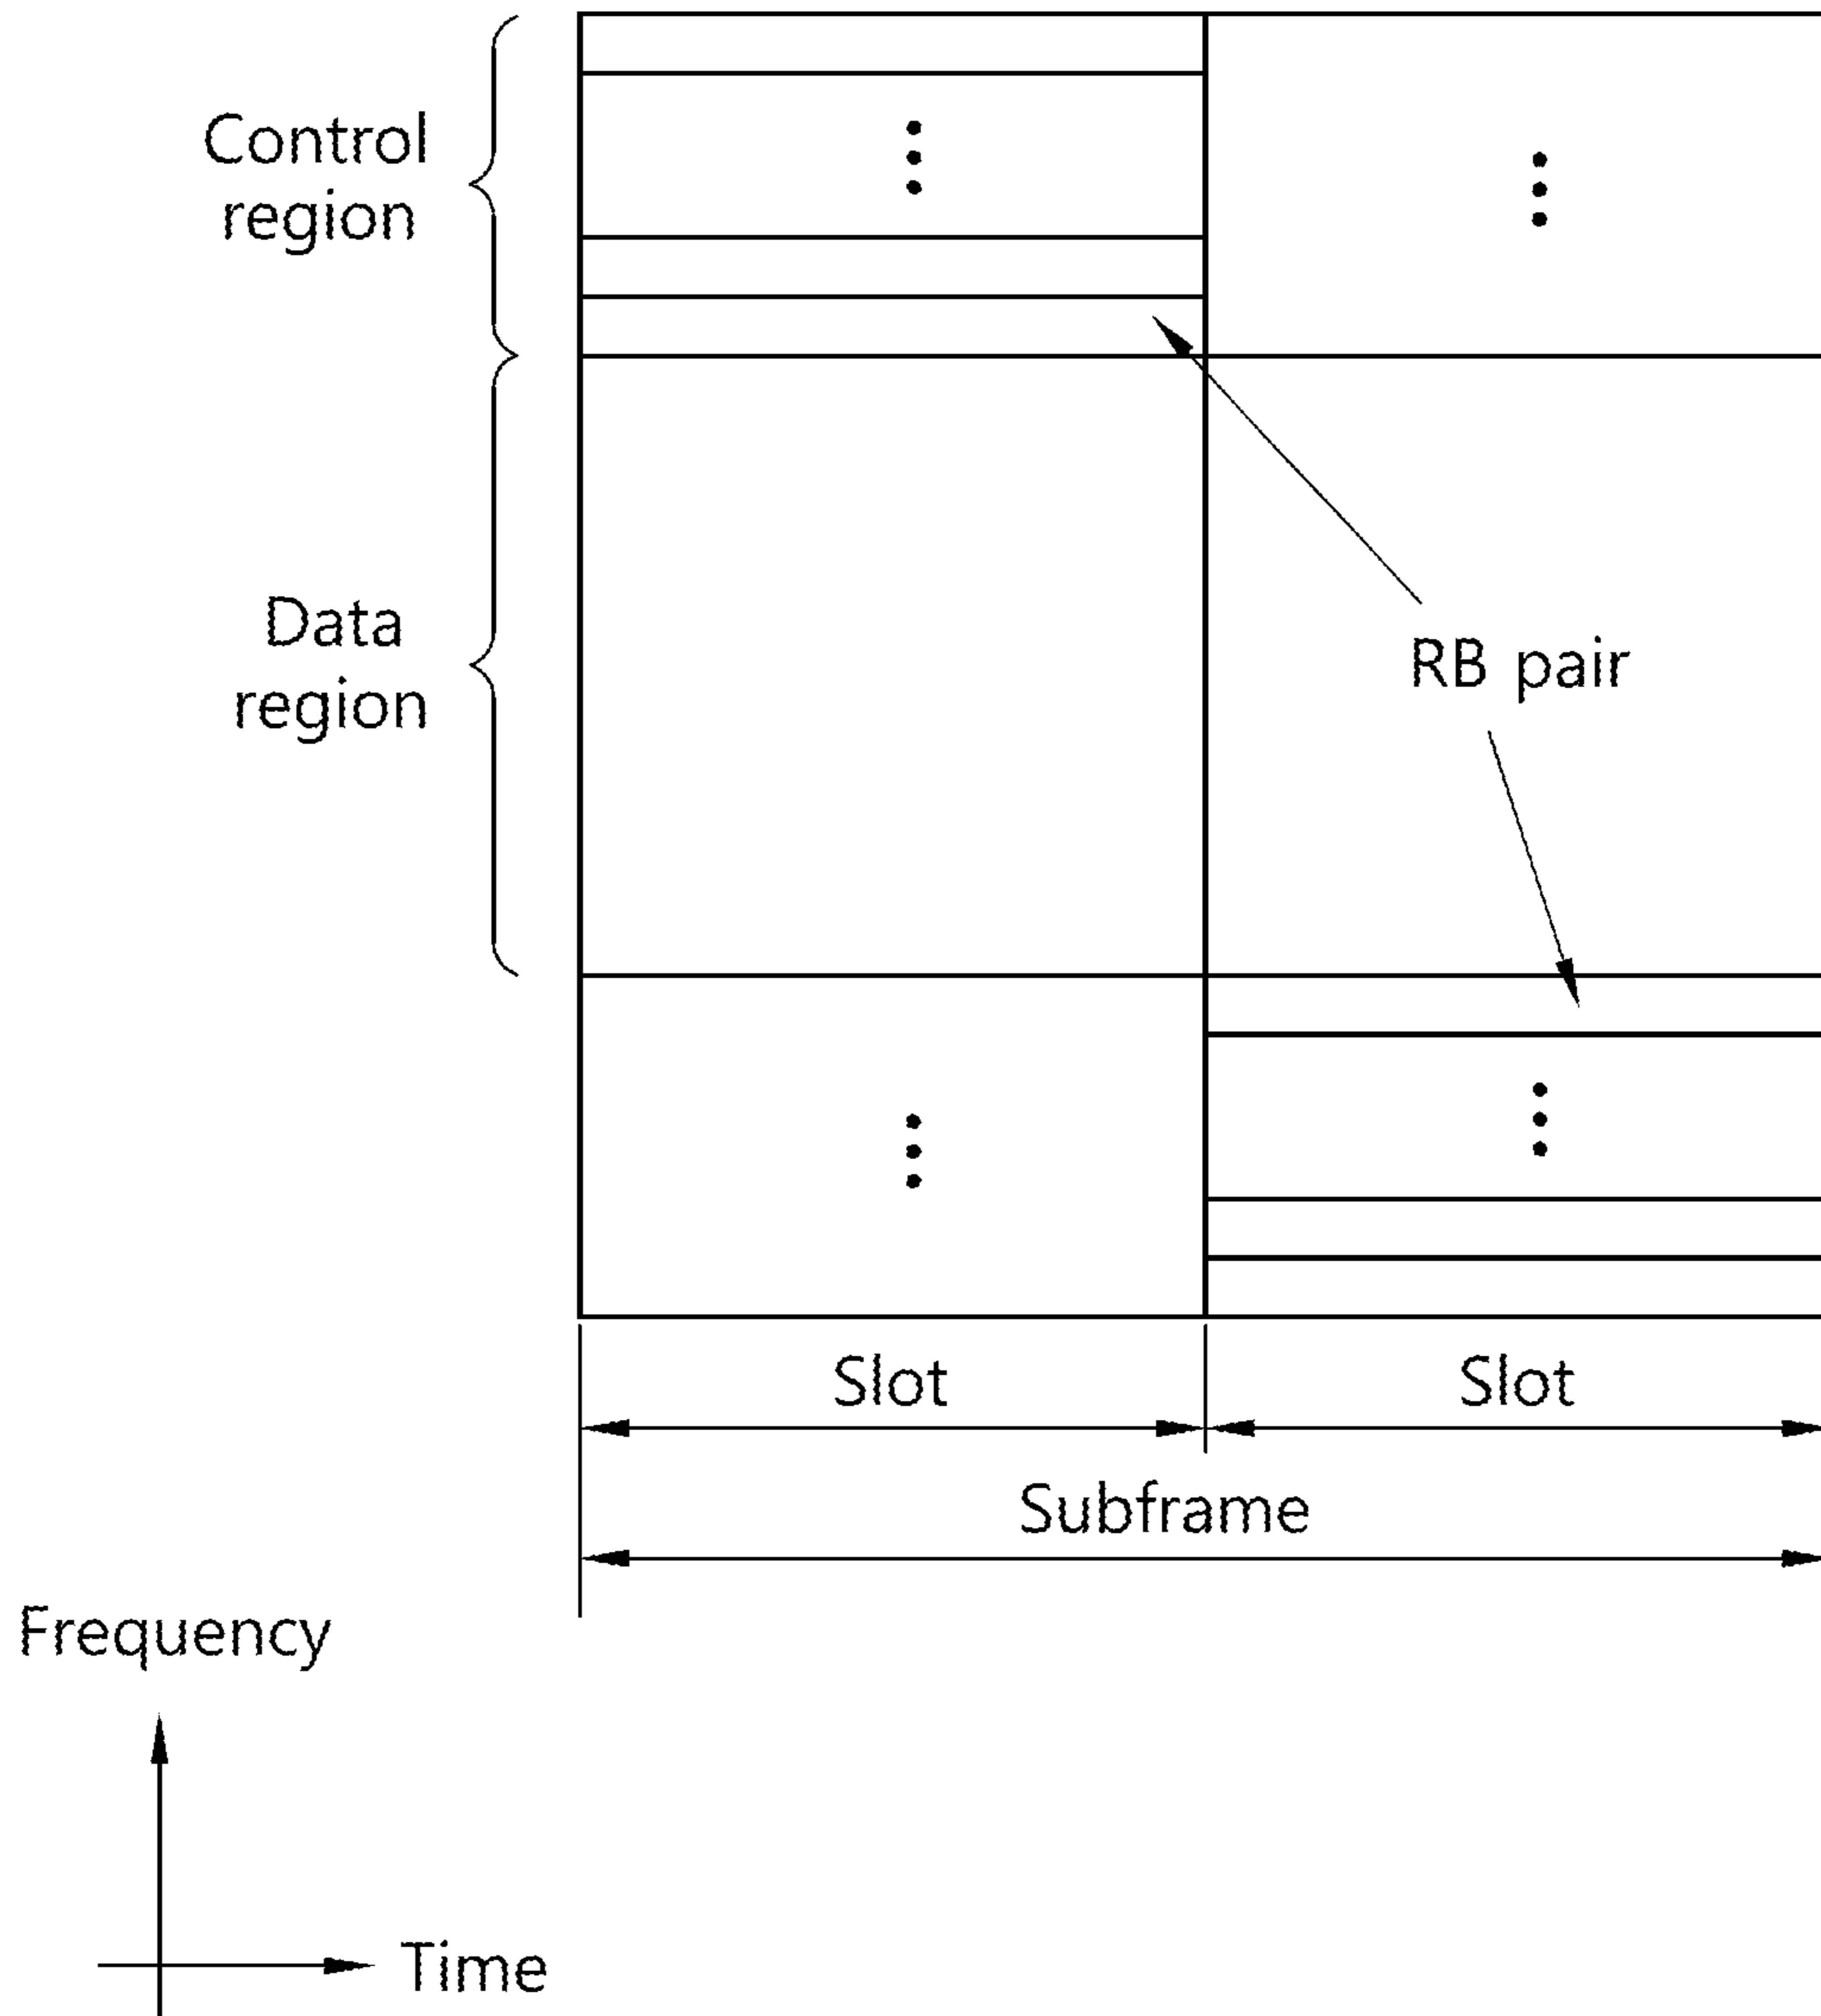 Control
region
Data
region
RB pair
Slot
Slot
Subframe
Frequency
Time